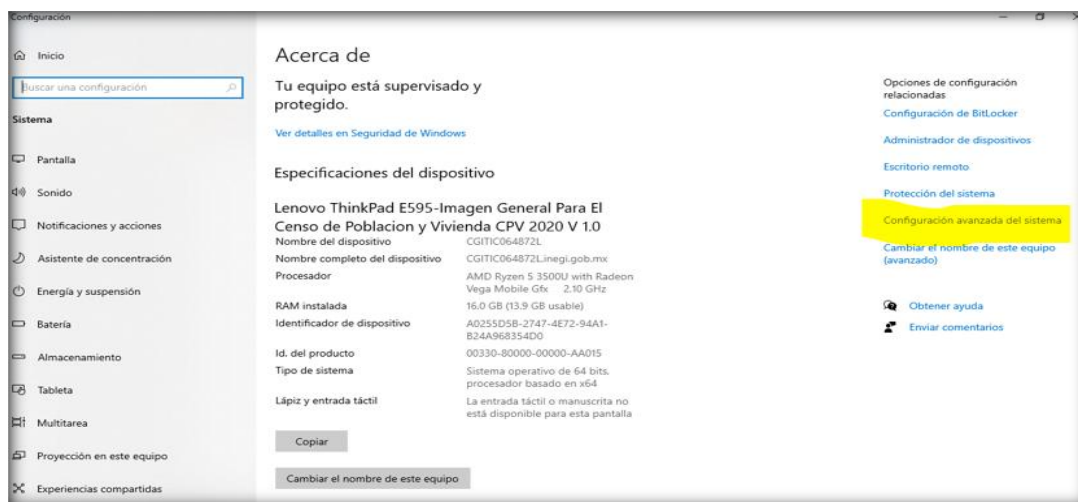 Configuración
Inicio
Buscar una configuración
Sistema
Pantalla
Sonido
Notificaciones y acciones
Asistente de concentración
Energía y suspensión
Batería
Almacenamiento
Tableta
Multitarea
Proyección en este equipo
Experiencias compartidas
Acerca de
Tu equipo está supervisado y
protegido.
Ver detalles en Seguridad de Windows
Especificaciones del dispositivo
Lenovo ThinkPad E595-Imagen General Para El
Censo de Poblacion y Vivienda CPV 2020 V 1.0
Nombre del dispositivo CGITIC064872L
Nombre completo del dispositivo CGITIC064872L.inegi.gob.mx
Procesador AMD Ryzen 5 3500U with Radeon
Vega Mobile Gfx 2.10 GHz
RAM instalada 16.0 GB (13.9 GB usable)
Identificador de dispositivo A0255D5B-2747-4E72-94A1-
B24A968354D0
Id. del producto 00330-80000-00000-AA015
Tipo de sistema Sistema operativo de 64 bits,
procesador basado en x64
Lápiz y entrada táctil La entrada táctil o manuscrita no
está disponible para esta pantalla
Copiar
Cambiar el nombre de este equipo
Opciones de configuración
relacionadas
Configuración de BitLocker
Administrador de dispositivos
Escritorio remoto
Protección del sistema
Configuración avanzada del sistema
Cambiar el nombre de este equipo
(avanzado)
Obtener ayuda
Enviar comentarios